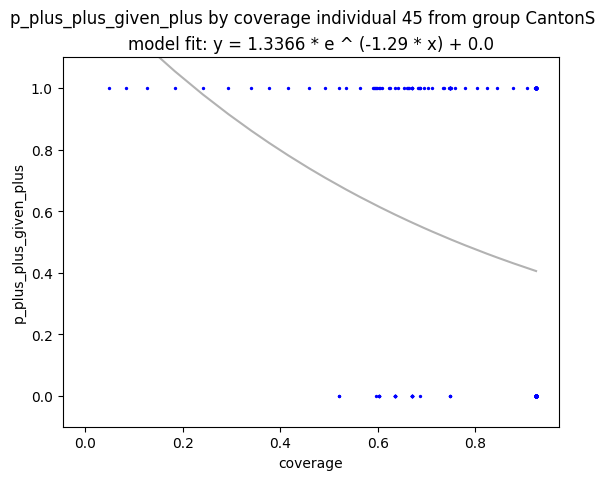 p_plus_plus_given_plus by coverage individual 45 from group CantonS
model fit: y = 1.3366 * e ^ (-1.29 * x) + 0.0
p_plus_plus_given_plus
1.0
0.8
0.6
0.4
0.2
0.0
0.0 0.2 0.4 0.6 0.8
coverage